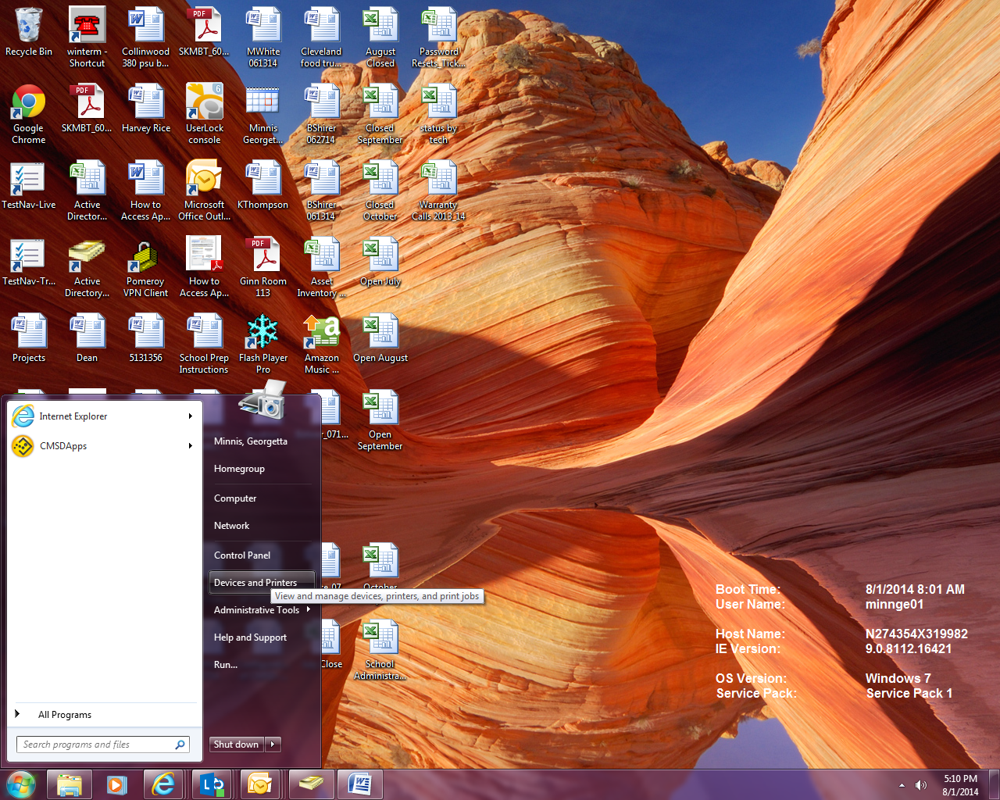 Recycle Bin
winterm -
Shortcut
Collinwood
380 psu b...
SKMBT_60...
MWhite
061314
Cleveland
food tru...
August
Closed
Password
Resets_Tick...
Google
Chrome
SKMBT_60...
Harvey Rice
UserLock
console
Minnis
Georget...
BShirer
062714
Closed
September
status by
tech
TestNav-Live
Active
Director...
How to
Access Ap...
Microsoft
Office Outl...
KThompson
BShirer
061314
Closed
October
Warranty
Calls 2013_14
TestNav-Tr...
Active
Directory...
Pomeroy
VPN Client
How to
Access Ap...
Ginn Room
113
Asset
Inventory ...
Open July
Projects
Dean
5131356
School Prep
Instructions
Flash Player
Pro
Amazon
Music ...
Open August
r_071...
Open
September
Internet Explorer
CMSDApps
Minnis, Georgetta
Homegroup
Computer
Network
Control Panel
Devices and Printers
View and manage devices, printers, and print jobs
Administrative Tools
Help and Support
Run...
October
Close
School
Administra...
All Programs
Search programs and files
Shut down
Boot Time: 8/1/2014 8:01 AM
User Name: minnge01
Host Name: N274354X319982
IE Version: 9.0.8112.16421
OS Version: Windows 7
Service Pack: Service Pack 1
5:10 PM
8/1/2014